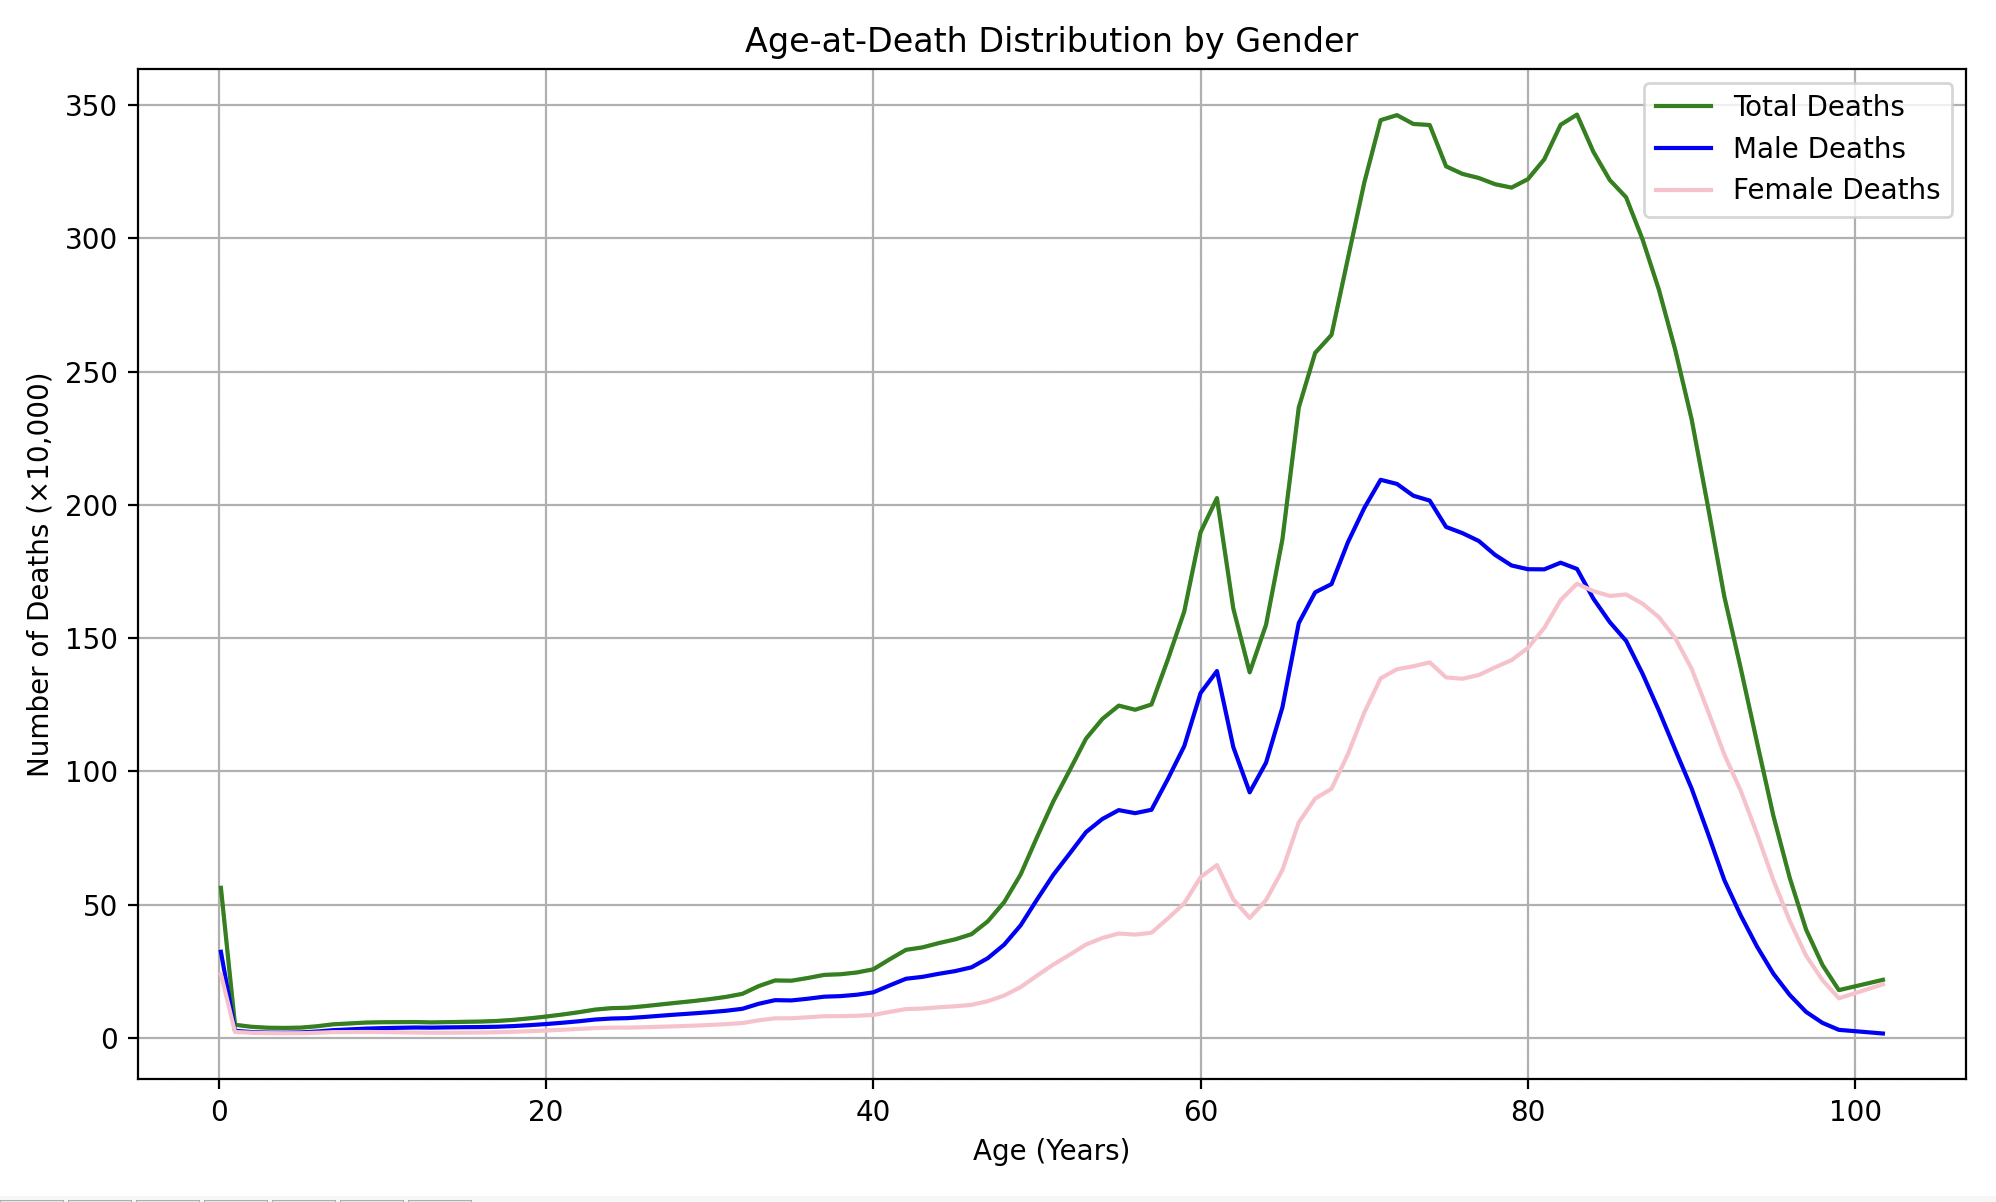 Age-at-Death Distribution by Gender
350
300
250
200
150
100
50
0
Number of Deaths (×10,000)
Total Deaths
Male Deaths
Female Deaths
0 20 40 60 80 100
Age (Years)